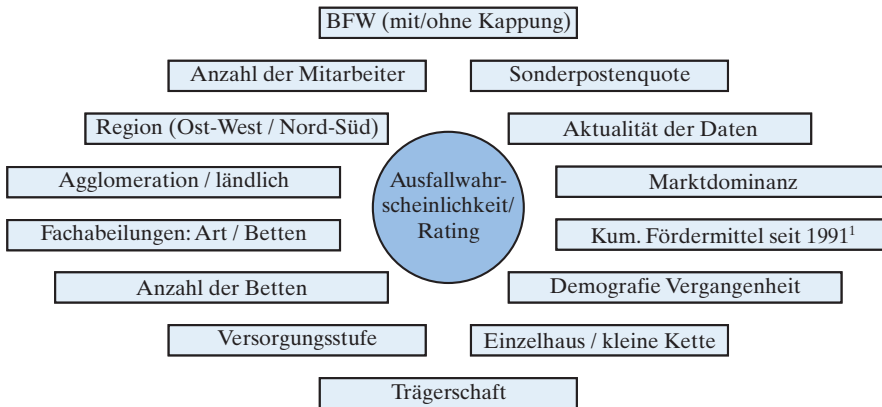 BFW (mit/ohne Kappung)
Anzahl der Mitarbeiter
Sonderpostenquote
Region (Ost-West / Nord-Süd)
Aktualität der Daten
Agglomeration / ländlich
Ausfallwahr-
scheinlichkeit/
Rating
Marktdominanz
Fachabeilungen: Art / Betten
Kum. Fördermittel seit 1991¹
Anzahl der Betten
Demografie Vergangenheit
Versorgungsstufe
Einzelhaus / kleine Kette
Trägerschaft